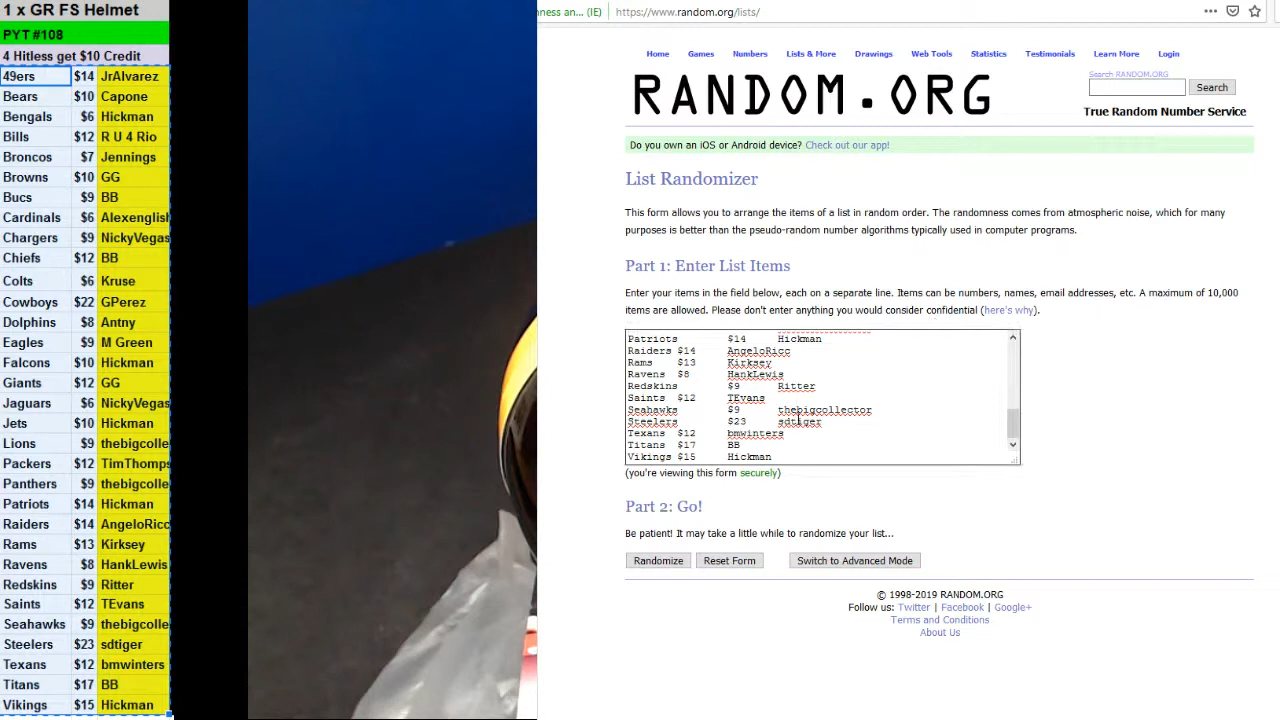 1 x GR FS Helmet
PYT #108
4 Hitless get $10 Credit
49ers $14 JrAlvarez
Bears $10 Capone
Bengals $6 Hickman
Bills $12 R U 4 Rio
Broncos $7 Jennings
Browns $10 GG
Bucs $9 BB
Cardinals $6 Alexenglish
Chargers $9 NickyVegas
Chiefs $12 BB
Colts $6 Kruse
Cowboys $22 GPerez
Dolphins $8 Antny
Eagles $9 M Green
Falcons $10 Hickman
Giants $12 GG
Jaguars $6 NickyVegas
Jets $10 Hickman
Lions $9 thebigcolle
Packers $12 TimThomps
Panthers $9 thebigcolle
Patriots $14 Hickman
Raiders $14 AngeloRicc
Rams $13 Kirksey
Ravens $8 HankLewis
Redskins $9 Ritter
Saints $12 TEvans
Seahawks $9 thebigcolle
Steelers $23 sdtiger
Texans $12 bmwinters
Titans $17 BB
Vikings $15 Hickman
mness an... (IE) https://www.random.org/lists/
Home Games Numbers Lists & More Drawings Web Tools Statistics Testimonials Learn More Login
RANDOM.ORG
Search RANDOM.ORG
Search
True Random Number Service
Do you own an iOS or Android device? Check out our app!
List Randomizer
This form allows you to arrange the items of a list in random order. The randomness comes from atmospheric noise, which for many
purposes is better than the pseudo-random number algorithms typically used in computer programs.
Part 1: Enter List Items
Enter your items in the field below, each on a separate line. Items can be numbers, names, email addresses, etc. A maximum of 10,000
items are allowed. Please don't enter anything you would consider confidential (here's why).
Patriots $14 Hickman
Raiders $14 AngeloRicc
Rams $13 Kirksey
Ravens $8 HankLewis
Redskins $9 Ritter
Saints $12 TEvans
Seahawks $9 thebigcollector
Steelers $23 sdtiger
Texans $12 bmwinters
Titans $17 BB
Vikings $15 Hickman
(you're viewing this form securely)
Part 2: Go!
Be patient! It may take a little while to randomize your list...
Randomize Reset Form Switch to Advanced Mode
© 1998-2019 RANDOM.ORG
Follow us: Twitter | Facebook | Google+
Terms and Conditions
About Us